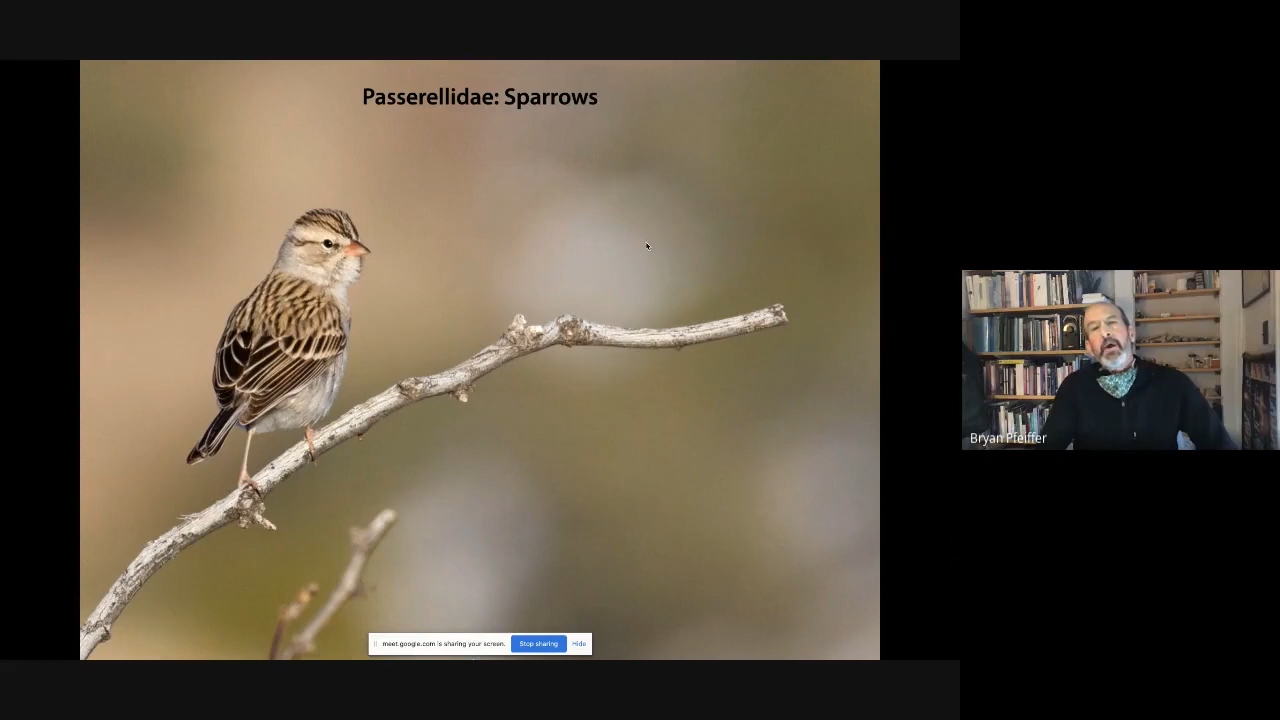 Passerellidae: Sparrows
Bryan Pfeiffer
meet.google.com is sharing your screen. Stop sharing Hide